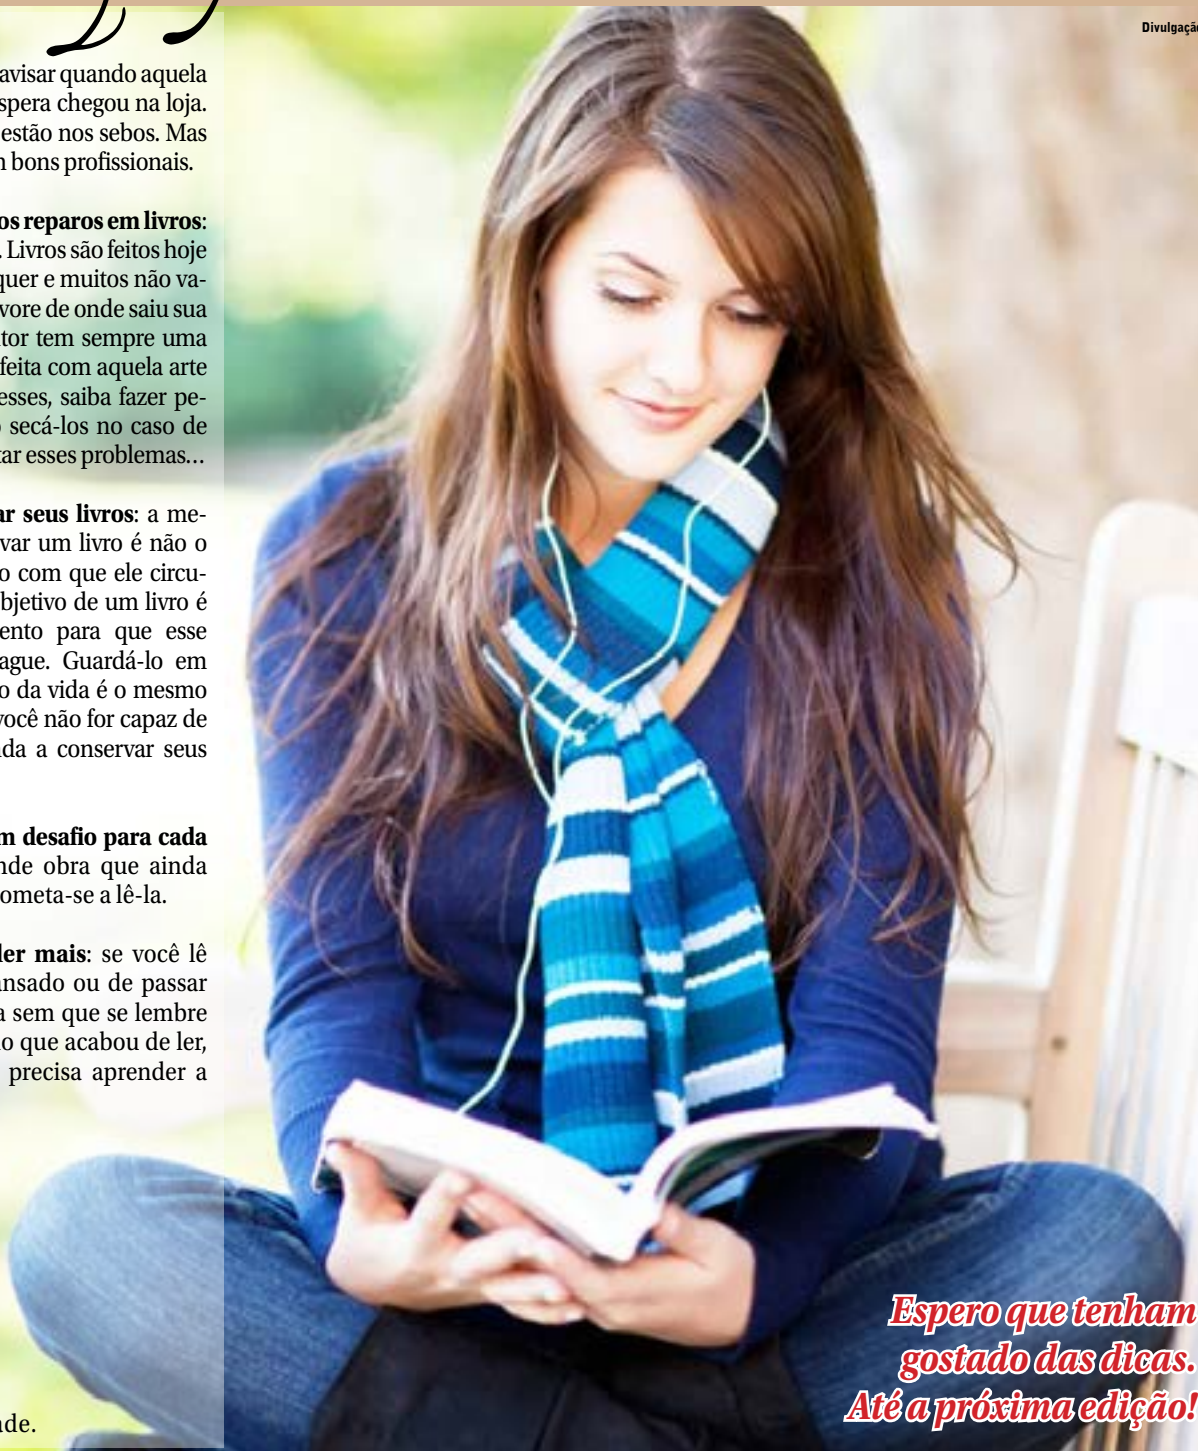 Divulgação
avisar quando aquela
spera chegou na loja.
estão nos sebos. Mas
bons profissionais.
os reparos em livros:
. Livros são feitos hoje
quer e muitos não va-
vore de onde saiu sua
tor tem sempre uma
feita com aquela arte
esses, saiba fazer pe-
secá-los no caso de
tar esses problemas...
ar seus livros: a me-
var um livro é não o
o com que ele circu-
bjetivo de um livro é
ento para que esse
ague. Guardá-lo em
o da vida é o mesmo
você não for capaz de
nda a conservar seus
m desafio para cada
nde obra que ainda
ometa-se a lê-la.
ler mais: se você lê
ansado ou de passar
a sem que se lembre
o que acabou de ler,
precisa aprender a
ade.
Espero que tenham
gostado das dicas.
Até a próxima edição!